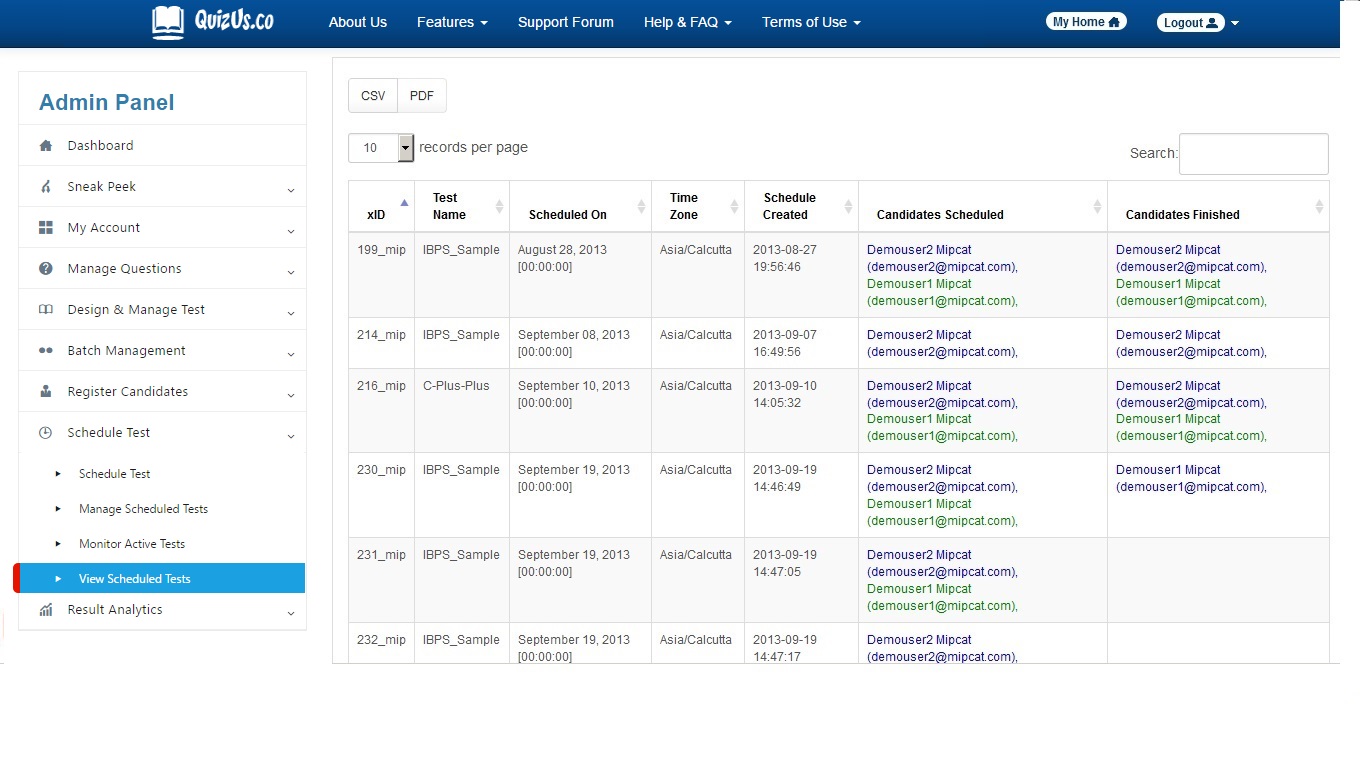 QuizUs.co
About Us Features Support Forum Help & FAQ Terms of Use My Home Logout
Admin Panel
Dashboard
Sneak Peek
My Account
Manage Questions
Design & Manage Test
Batch Management
Register Candidates
Schedule Test
Schedule Test
Manage Scheduled Tests
Monitor Active Tests
View Scheduled Tests
Result Analytics
CSV PDF
10 records per page
Search:
xID Test Name Scheduled On Time Zone Schedule Created Candidates Scheduled Candidates Finished
199_mip IBPS_Sample August 28, 2013 Asia/Calcutta 2013-08-27 Demouser2 Mipcat Demouser2 Mipcat
[00:00:00] 19:56:46 (demouser2@mipcat.com), (demouser2@mipcat.com),
Demouser1 Mipcat Demouser1 Mipcat
(demouser1@mipcat.com), (demouser1@mipcat.com),
214_mip IBPS_Sample September 08, 2013 Asia/Calcutta 2013-09-07 Demouser2 Mipcat Demouser2 Mipcat
[00:00:00] 16:49:56 (demouser2@mipcat.com), (demouser2@mipcat.com),
216_mip C-Plus-Plus September 10, 2013 Asia/Calcutta 2013-09-10 Demouser2 Mipcat Demouser2 Mipcat
[00:00:00] 14:05:32 (demouser2@mipcat.com), (demouser2@mipcat.com),
Demouser1 Mipcat Demouser1 Mipcat
(demouser1@mipcat.com), (demouser1@mipcat.com),
230_mip IBPS_Sample September 19, 2013 Asia/Calcutta 2013-09-19 Demouser2 Mipcat Demouser1 Mipcat
[00:00:00] 14:46:49 (demouser2@mipcat.com), (demouser1@mipcat.com),
Demouser1 Mipcat
(demouser1@mipcat.com),
231_mip IBPS_Sample September 19, 2013 Asia/Calcutta 2013-09-19 Demouser2 Mipcat
[00:00:00] 14:47:05 (demouser2@mipcat.com),
Demouser1 Mipcat
(demouser1@mipcat.com),
232_mip IBPS_Sample September 19, 2013 Asia/Calcutta 2013-09-19 Demouser2 Mipcat
[00:00:00] 14:47:17 (demouser2@mipcat.com),